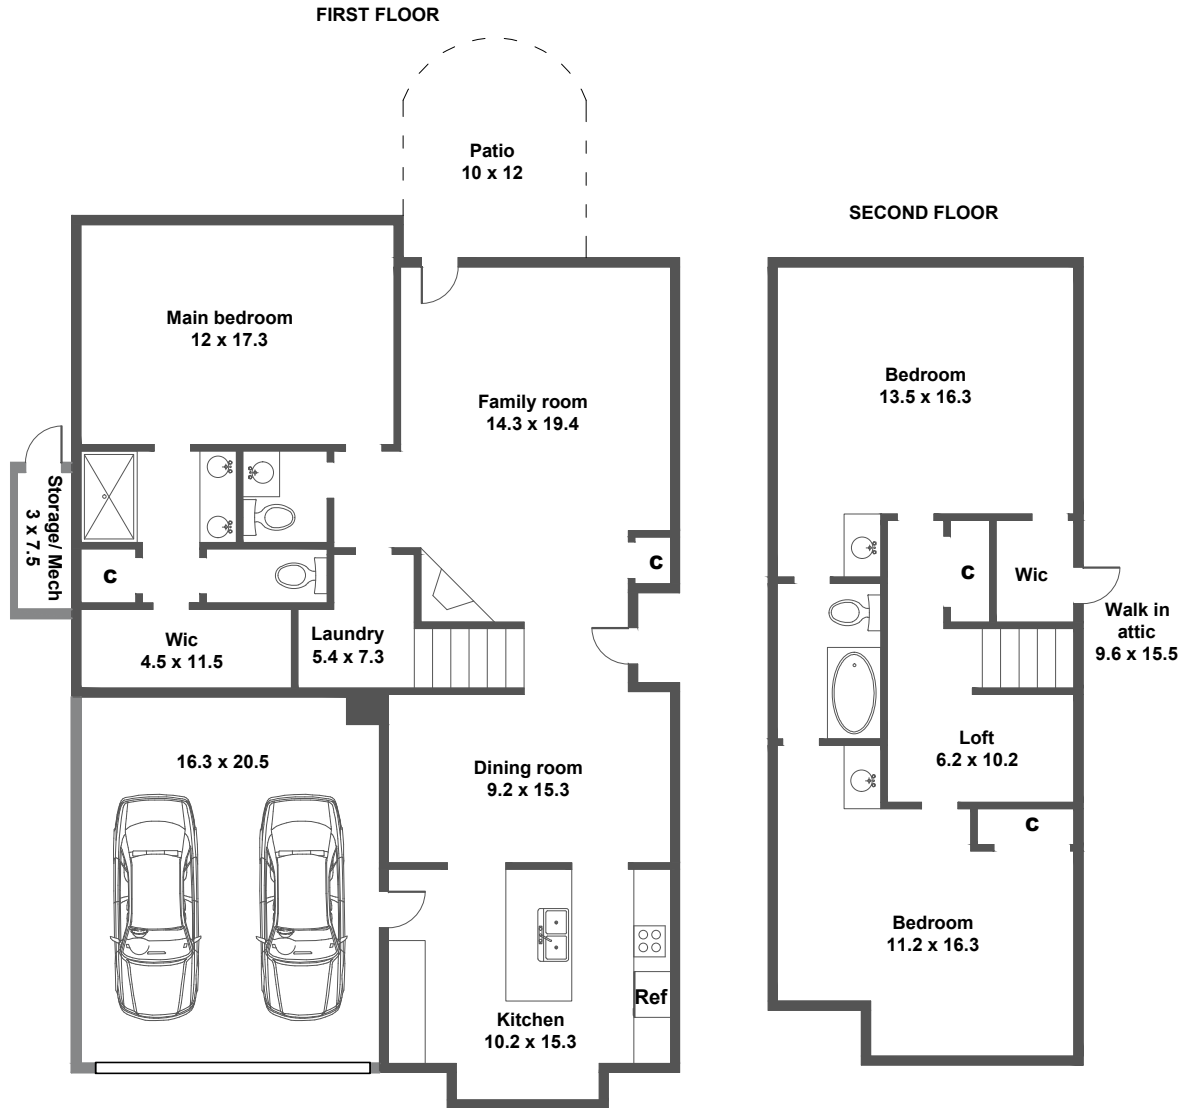 FIRST FLOOR
Patio
10 x 12
Main bedroom
12 x 17.3
Family room
14.3 x 19.4
Storage/ Mech
3 x 7.5
C
C
Wic
4.5 x 11.5
Laundry
5.4 x 7.3
16.3 x 20.5
Dining room
9.2 x 15.3
Ref
Kitchen
10.2 x 15.3
SECOND FLOOR
Bedroom
13.5 x 16.3
C
Wic
Walk in
attic
9.6 x 15.5
Loft
6.2 x 10.2
C
Bedroom
11.2 x 16.3